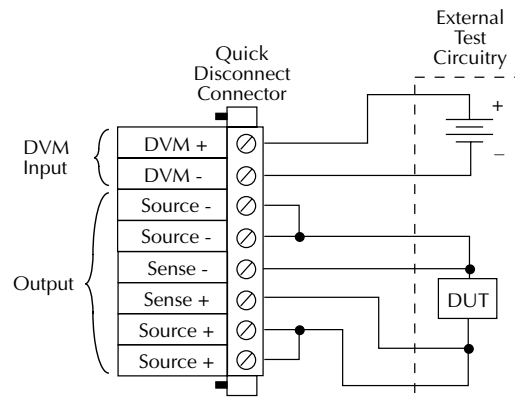 External
Test
Circuitry
Quick
Disconnect
Connector
DVM
Input
DVM +
DVM -
Source -
Source -
Sense -
Sense +
Source +
Source +
Output
+
–
DUT